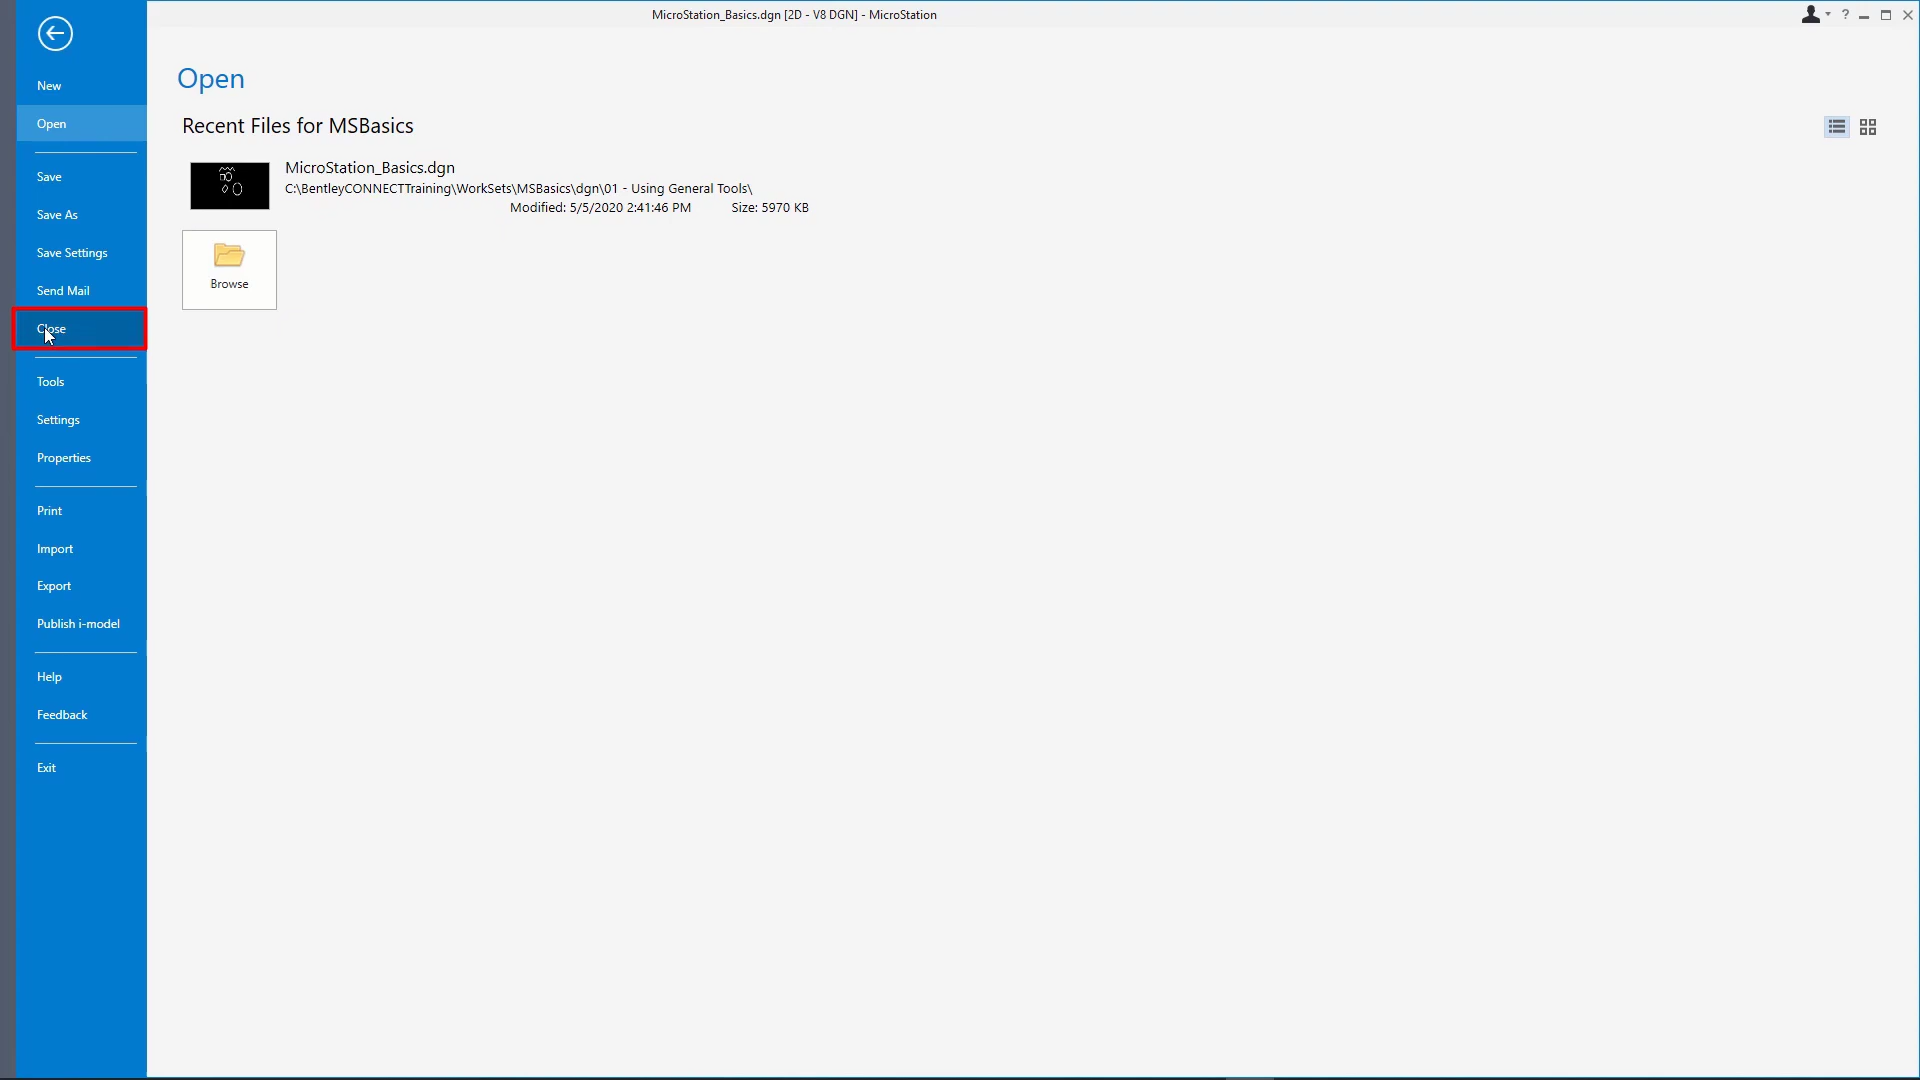 MicroStation_Basics.dgn [2D - V8 DGN] - MicroStation
New
Open
Save
Save As
Save Settings
Send Mail
Close
Tools
Settings
Properties
Print
Import
Export
Publish i-model
Help
Feedback
Exit
Open
Recent Files for MSBasics
MicroStation_Basics.dgn
C:\BentleyCONNECTTraining\WorkSets\MSBasics\dgn\01 - Using General Tools\
Modified: 5/5/2020 2:41:46 PM Size: 5970 KB
Browse